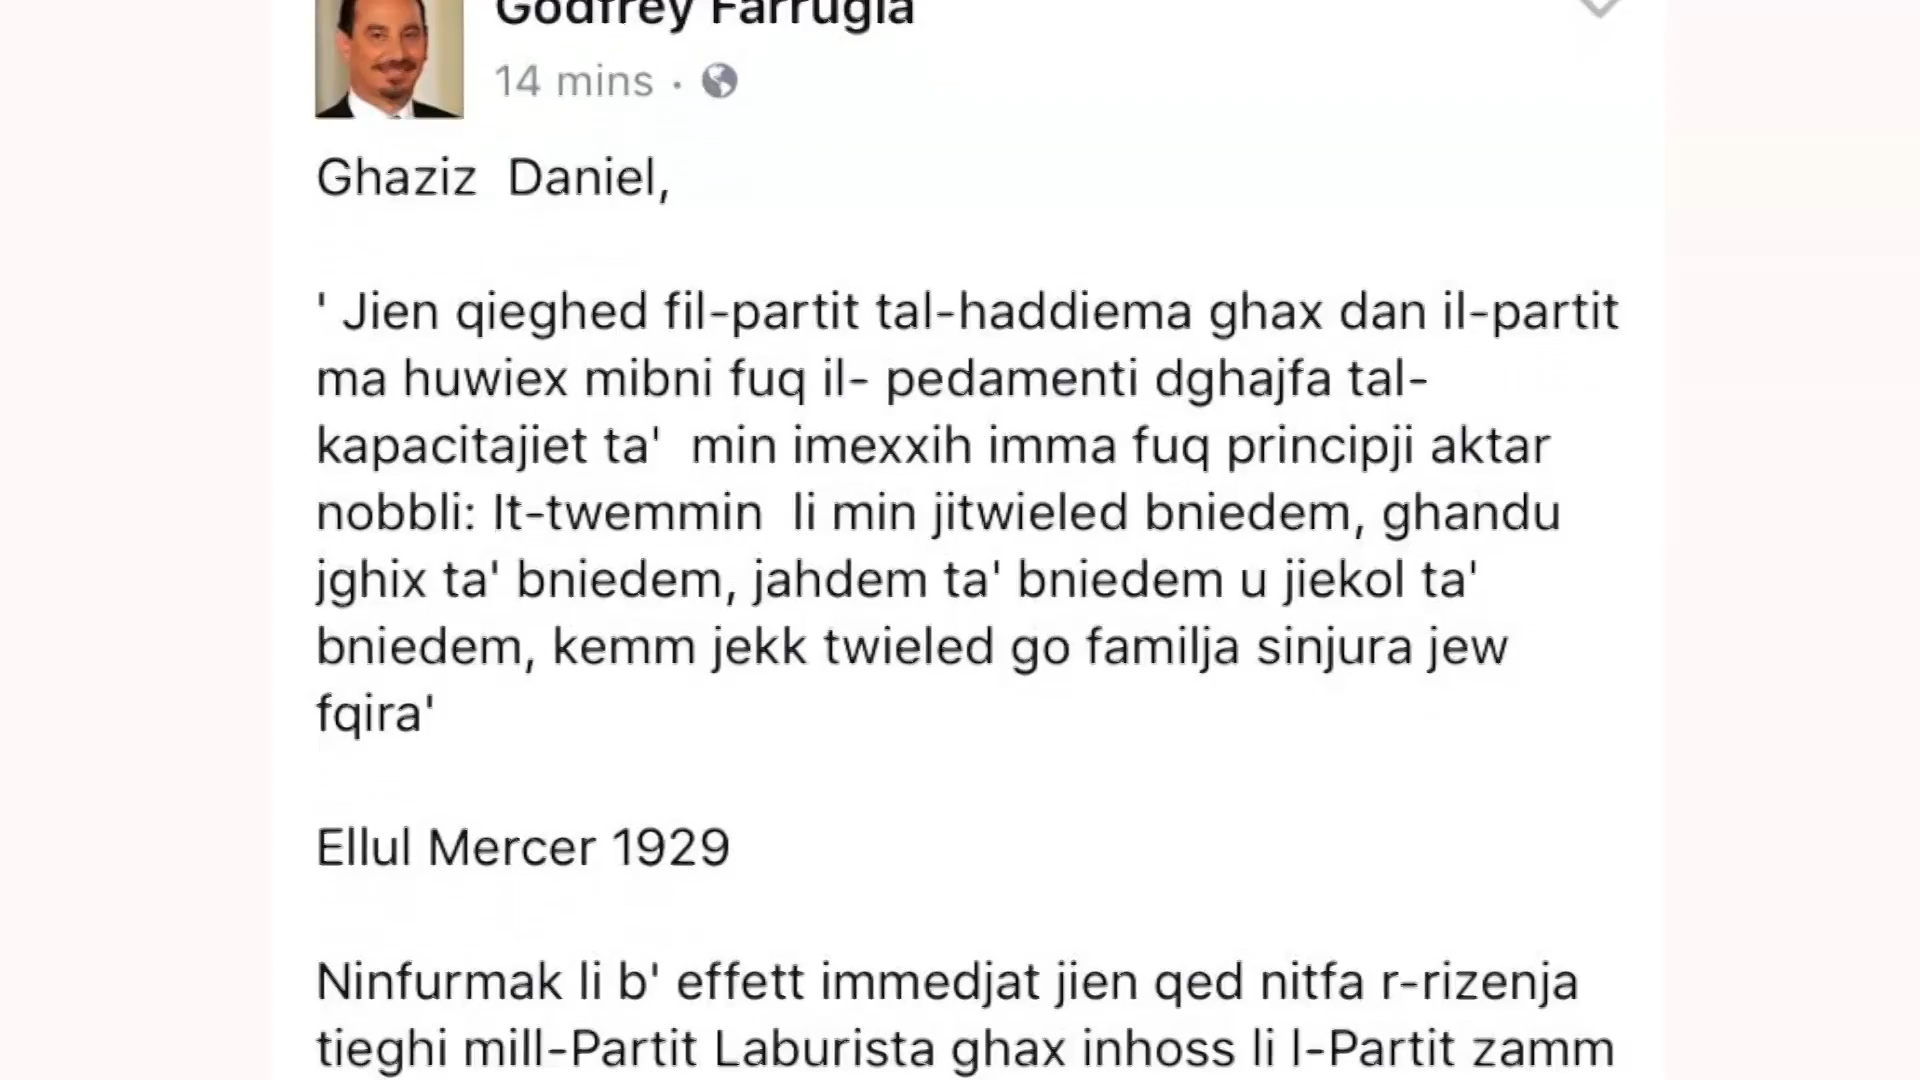 Godfrey Farrugia
14 mins ·
Ghaziz Daniel,
' Jien qieghed fil-partit tal-haddiema ghax dan il-partit
ma huwiex mibni fuq il- pedamenti dghajfa tal-
kapacitajiet ta' min imexxih imma fuq principji aktar
nobbli: It-twemmin li min jitwieled bniedem, ghandu
jghix ta' bniedem, jahdem ta' bniedem u jiekol ta'
bniedem, kemm jekk twieled go familja sinjura jew
fqira'
Ellul Mercer 1929
Ninfurmak li b' effett immedjat jien qed nitfa r-rizenja
tieghi mill-Partit Laburista ghax inhoss li l-Partit zamm